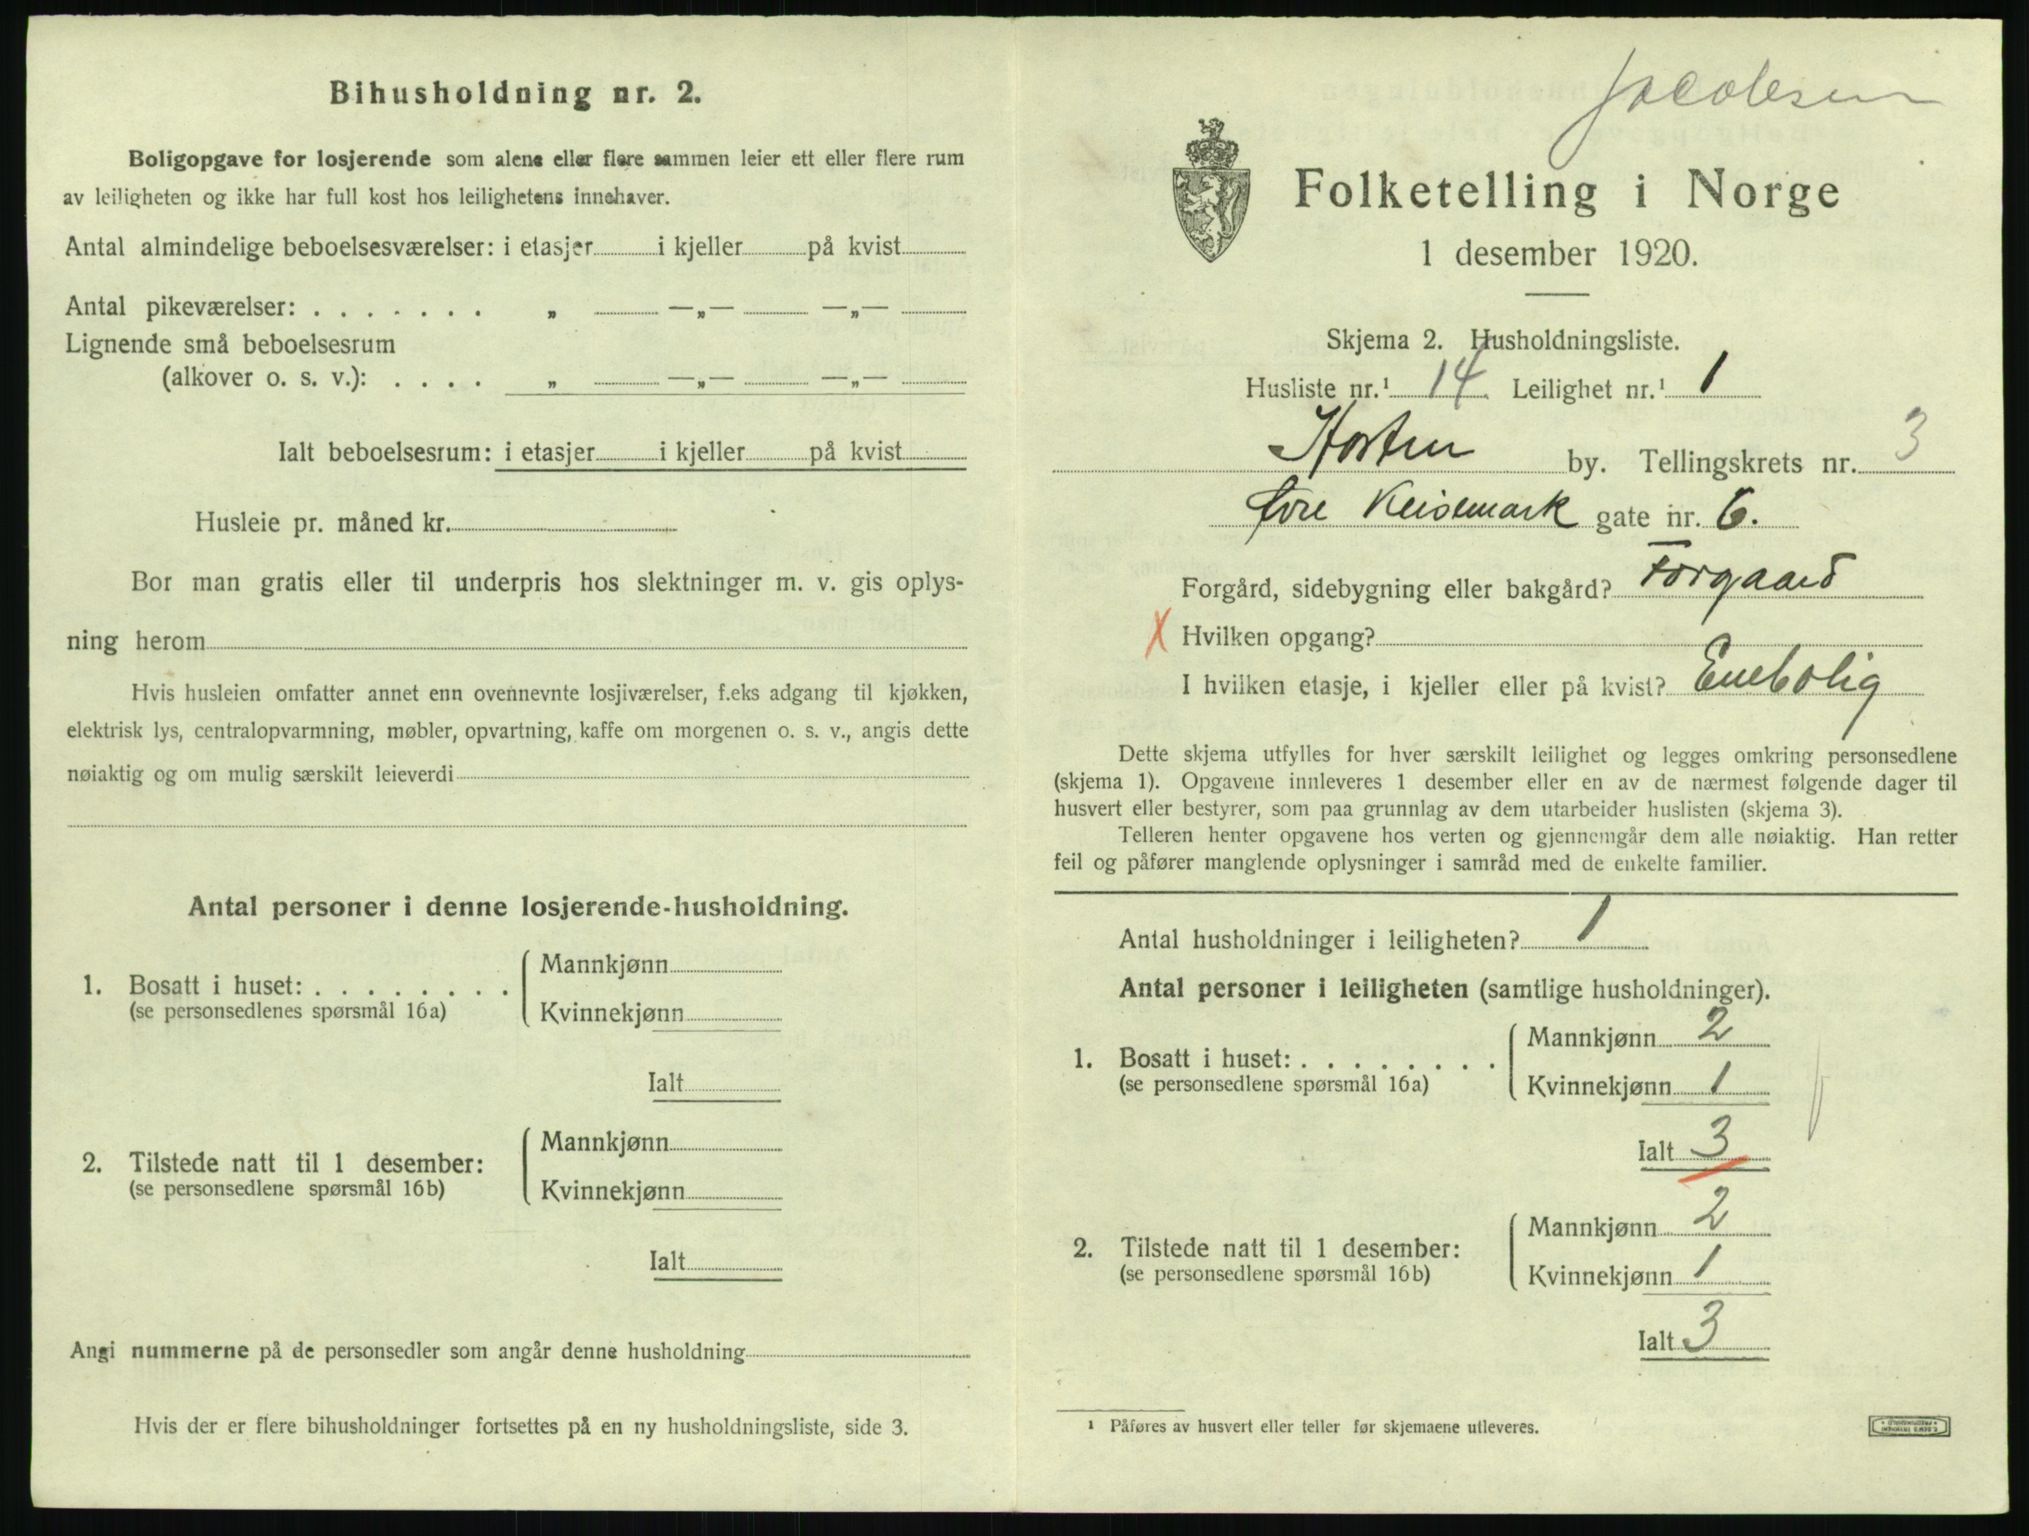 Bihusholdning nr. 2.
Boligopgave for losjerende som alene eller flere sammen leier ett eller flere rum
av leiligheten og ikke har full kost hos leilighetens innehaver.
Antal almindelige beboelsesværelser: i etasjer i kjeller på kvist
Antal pikeværelser: . . . . . . . „ —„— —„—
Lignende små beboelsesrum
(alkover o. s. v.): . . . . „ —„— —„—
Ialt beboelsesrum: i etasjer i kjeller på kvist
Husleie pr. måned kr.
Bor man gratis eller til underpris hos slektninger m. v. gis oplys-
ning herom
Hvis husleien omfatter annet enn ovennevnte losjiværelser, f.eks adgang til kjøkken,
elektrisk lys, centralopvarmning, møbler, opvartning, kaffe om morgenen o. s. v., angis dette
nøiaktig og om mulig særskilt leieverdi
Antal personer i denne losjerende-husholdning.
1. Bosatt i huset: . . . . . . . .
(se personsedlenes spørsmål 16a)
Mannkjønn
Kvinnekjønn
Ialt
2. Tilstede natt til 1 desember:
(se personsedlene spørsmål 16b)
Mannkjønn
Kvinnekjønn
Ialt
Angi nummerne på de personsedler som angår denne husholdning
Hvis der er flere bihusholdninger fortsettes på en ny husholdningsliste, side 3.
Jacobsen
Folketelling i Norge
1 desember 1920.
Skjema 2. Husholdningsliste.
Husliste nr.¹ 14 Leilighet nr.¹ 1
Horten by. Tellingskrets nr. 3
Øvre Keisemark gate nr. 6.
Forgård, sidebygning eller bakgård? Forgaard
X Hvilken opgang?
I hvilken etasje, i kjeller eller på kvist? Enebolig
Dette skjema utfylles for hver særskilt leilighet og legges omkring personsedlene
(skjema 1). Opgavene innleveres 1 desember eller en av de nærmest følgende dager til
husvert eller bestyrer, som paa grunnlag av dem utarbeider huslisten (skjema 3).
Telleren henter opgavene hos verten og gjennemgår dem alle nøiaktig. Han retter
feil og påfører manglende oplysninger i samråd med de enkelte familier.
Antal husholdninger i leiligheten? 1
Antal personer i leiligheten (samtlige husholdninger).
1. Bosatt i huset: . . . . . . . .
(se personsedlene spørsmål 16a)
Mannkjønn 2
Kvinnekjønn 1
Ialt 3
2. Tilstede natt til 1 desember:
(se personsedlene spørsmål 16b)
Mannkjønn 2
Kvinnekjønn 1
Ialt 3
¹ Påføres av husvert eller teller før skjemaene utleveres.